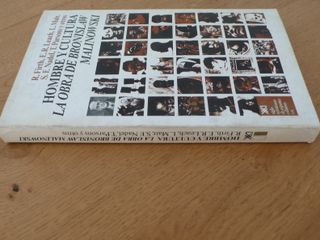 R. Firth, E. R. Leach, L. Mair,
S. F. Nadel, T. Parsons y otros
HOMBRE Y CULTURA
LA OBRA DE BRONISLAW
MALINOWSKI
HOMBRE Y CULTURA. LA OBRA DE BRONISLAW MALINOWSKI
R. Firth, E. R. Leach, L. Mair, S. F. Nadel, T. Parsons y otros